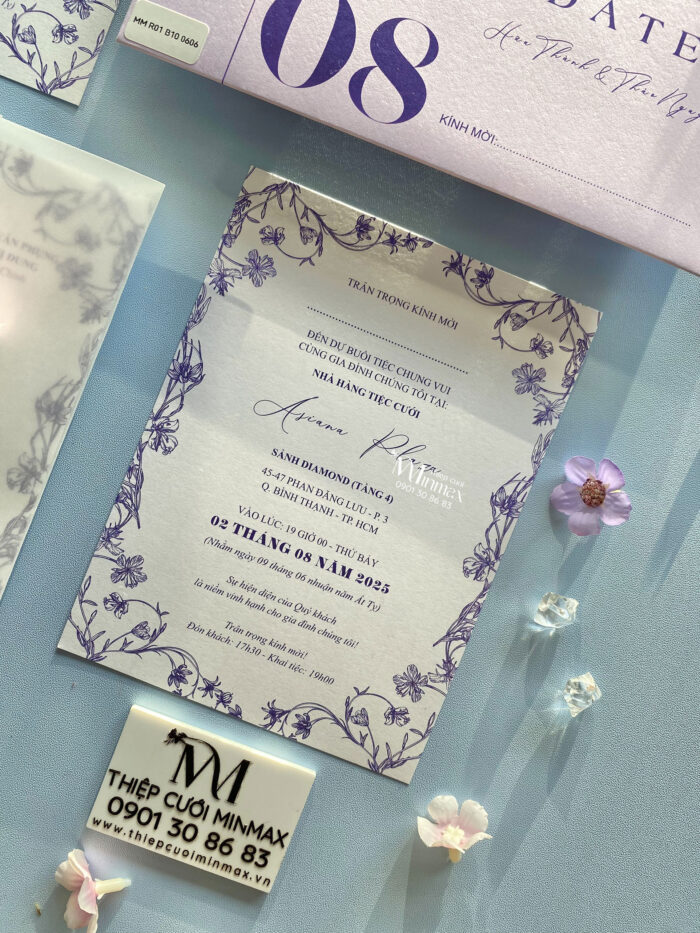 MM R01 B10 0606
DATE
08
KÍNH MỜI:
TRÂN TRỌNG KÍNH MỜI
ĐẾN DỰ BUỔI TIỆC CHUNG VUI
CÙNG GIA ĐÌNH CHÚNG TÔI TẠI:
NHÀ HÀNG TIỆC CƯỚI
Asiana Plaza
SẢNH DIAMOND (TẦNG 4)
45-47 PHAN ĐĂNG LƯU - P. 3
Q. BÌNH THẠNH - TP. HCM
VÀO LÚC: 19 GIỜ 00 - THỨ BẢY
02 THÁNG 08 NĂM 2025
(Nhằm ngày 09 tháng 06 nhuận năm Ất Tỵ)
Sự hiện diện của Quý khách
là niềm vinh hạnh cho gia đình chúng tôi!
Trân trọng kính mời!
Đón khách: 17h30 - Khai tiệc: 19h00
Minmax
0901 30 86 83
THIỆP CƯỚI MINMAX
0901 30 86 83
www.thiepcuoiminmax.vn